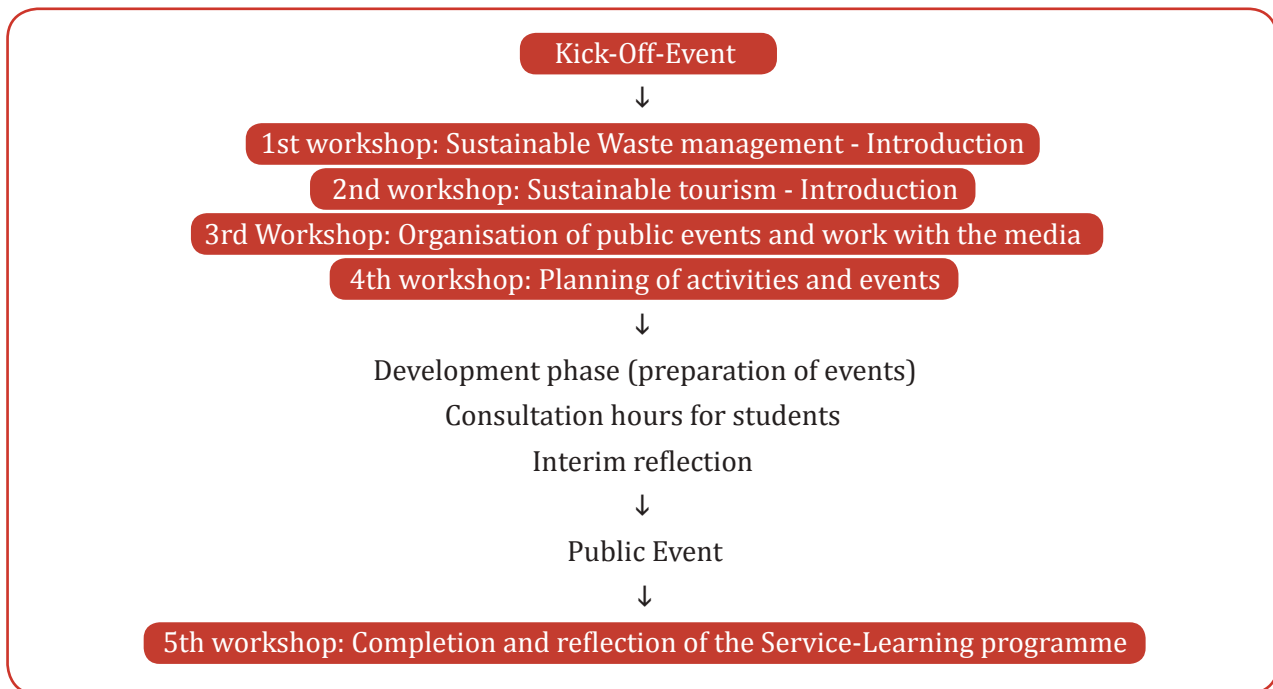 Kick-Off-Event
↓
1st workshop: Sustainable Waste management - Introduction
2nd workshop: Sustainable tourism - Introduction
3rd Workshop: Organisation of public events and work with the media
4th workshop: Planning of activities and events
↓
Development phase (preparation of events)
Consultation hours for students
Interim reflection
↓
Public Event
↓
5th workshop: Completion and reflection of the Service-Learning programme